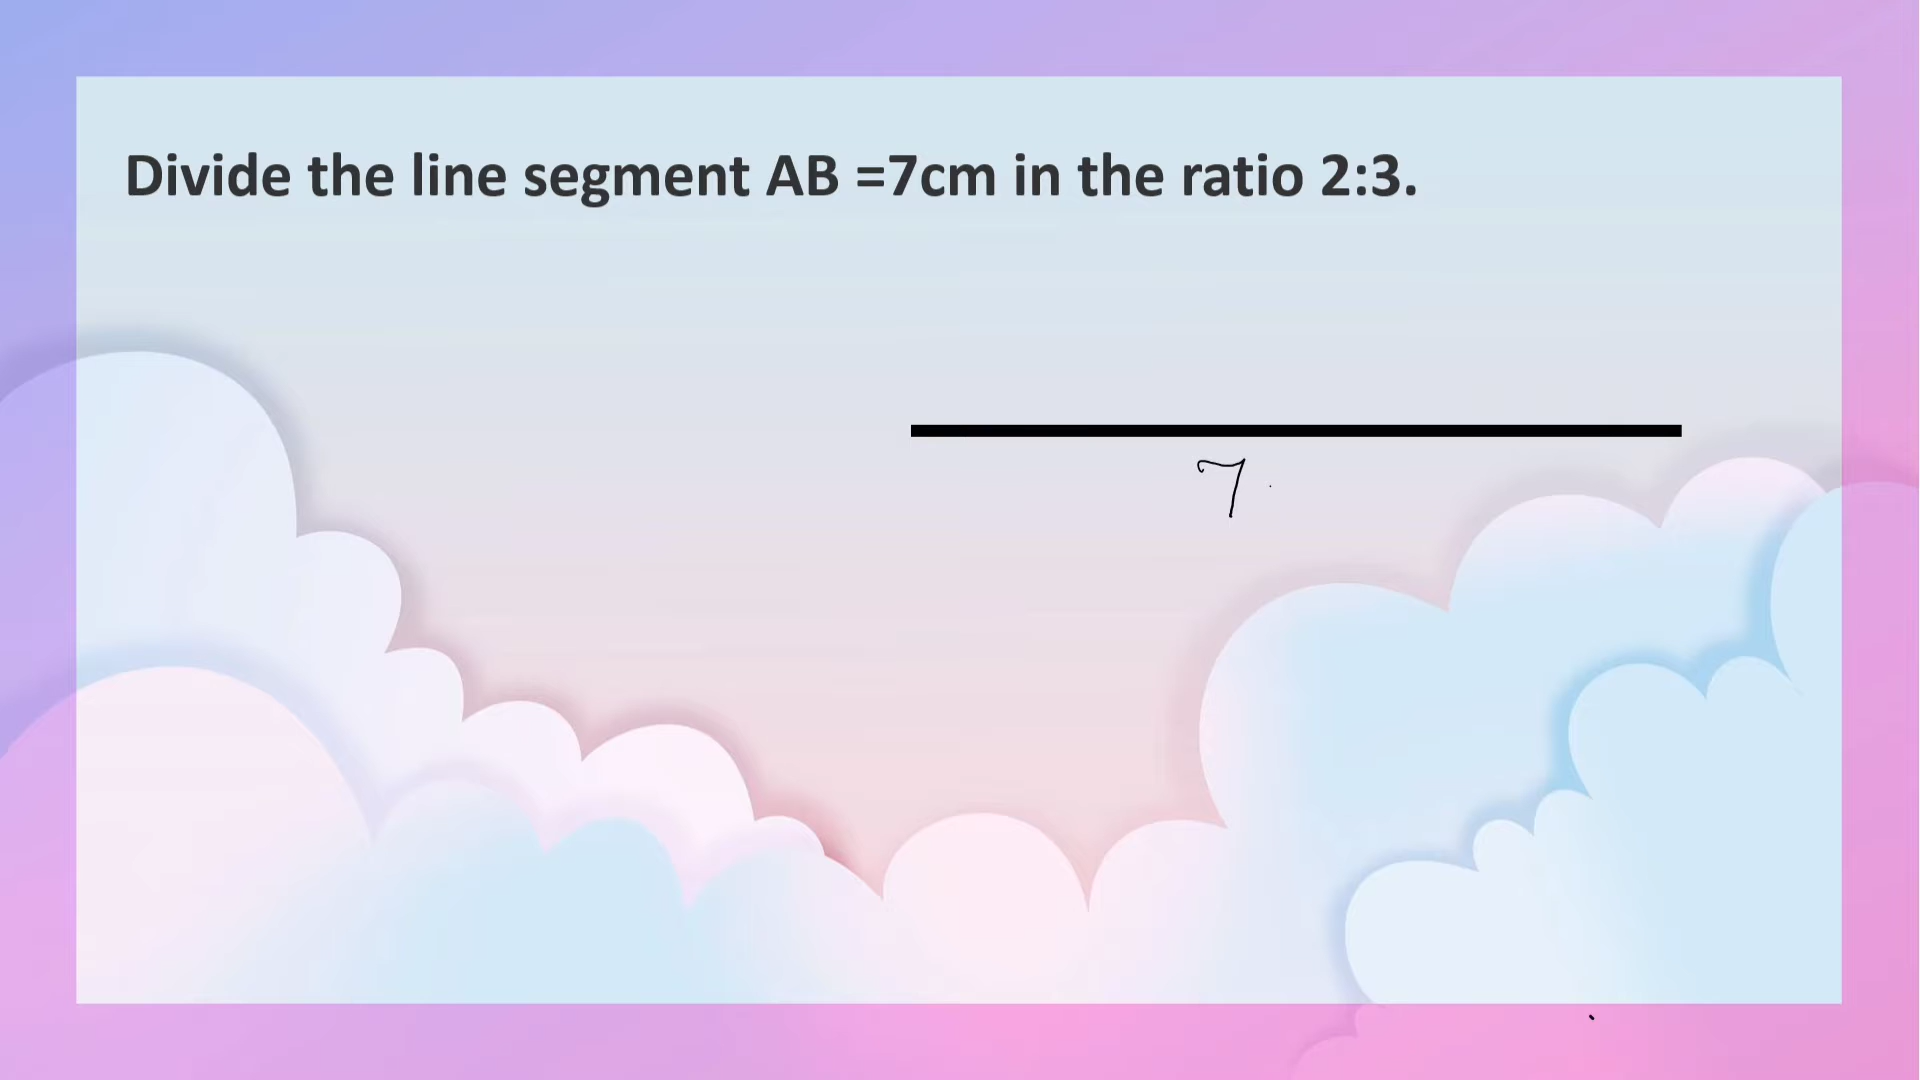 Divide the line segment AB =7cm in the ratio 2:3.
7